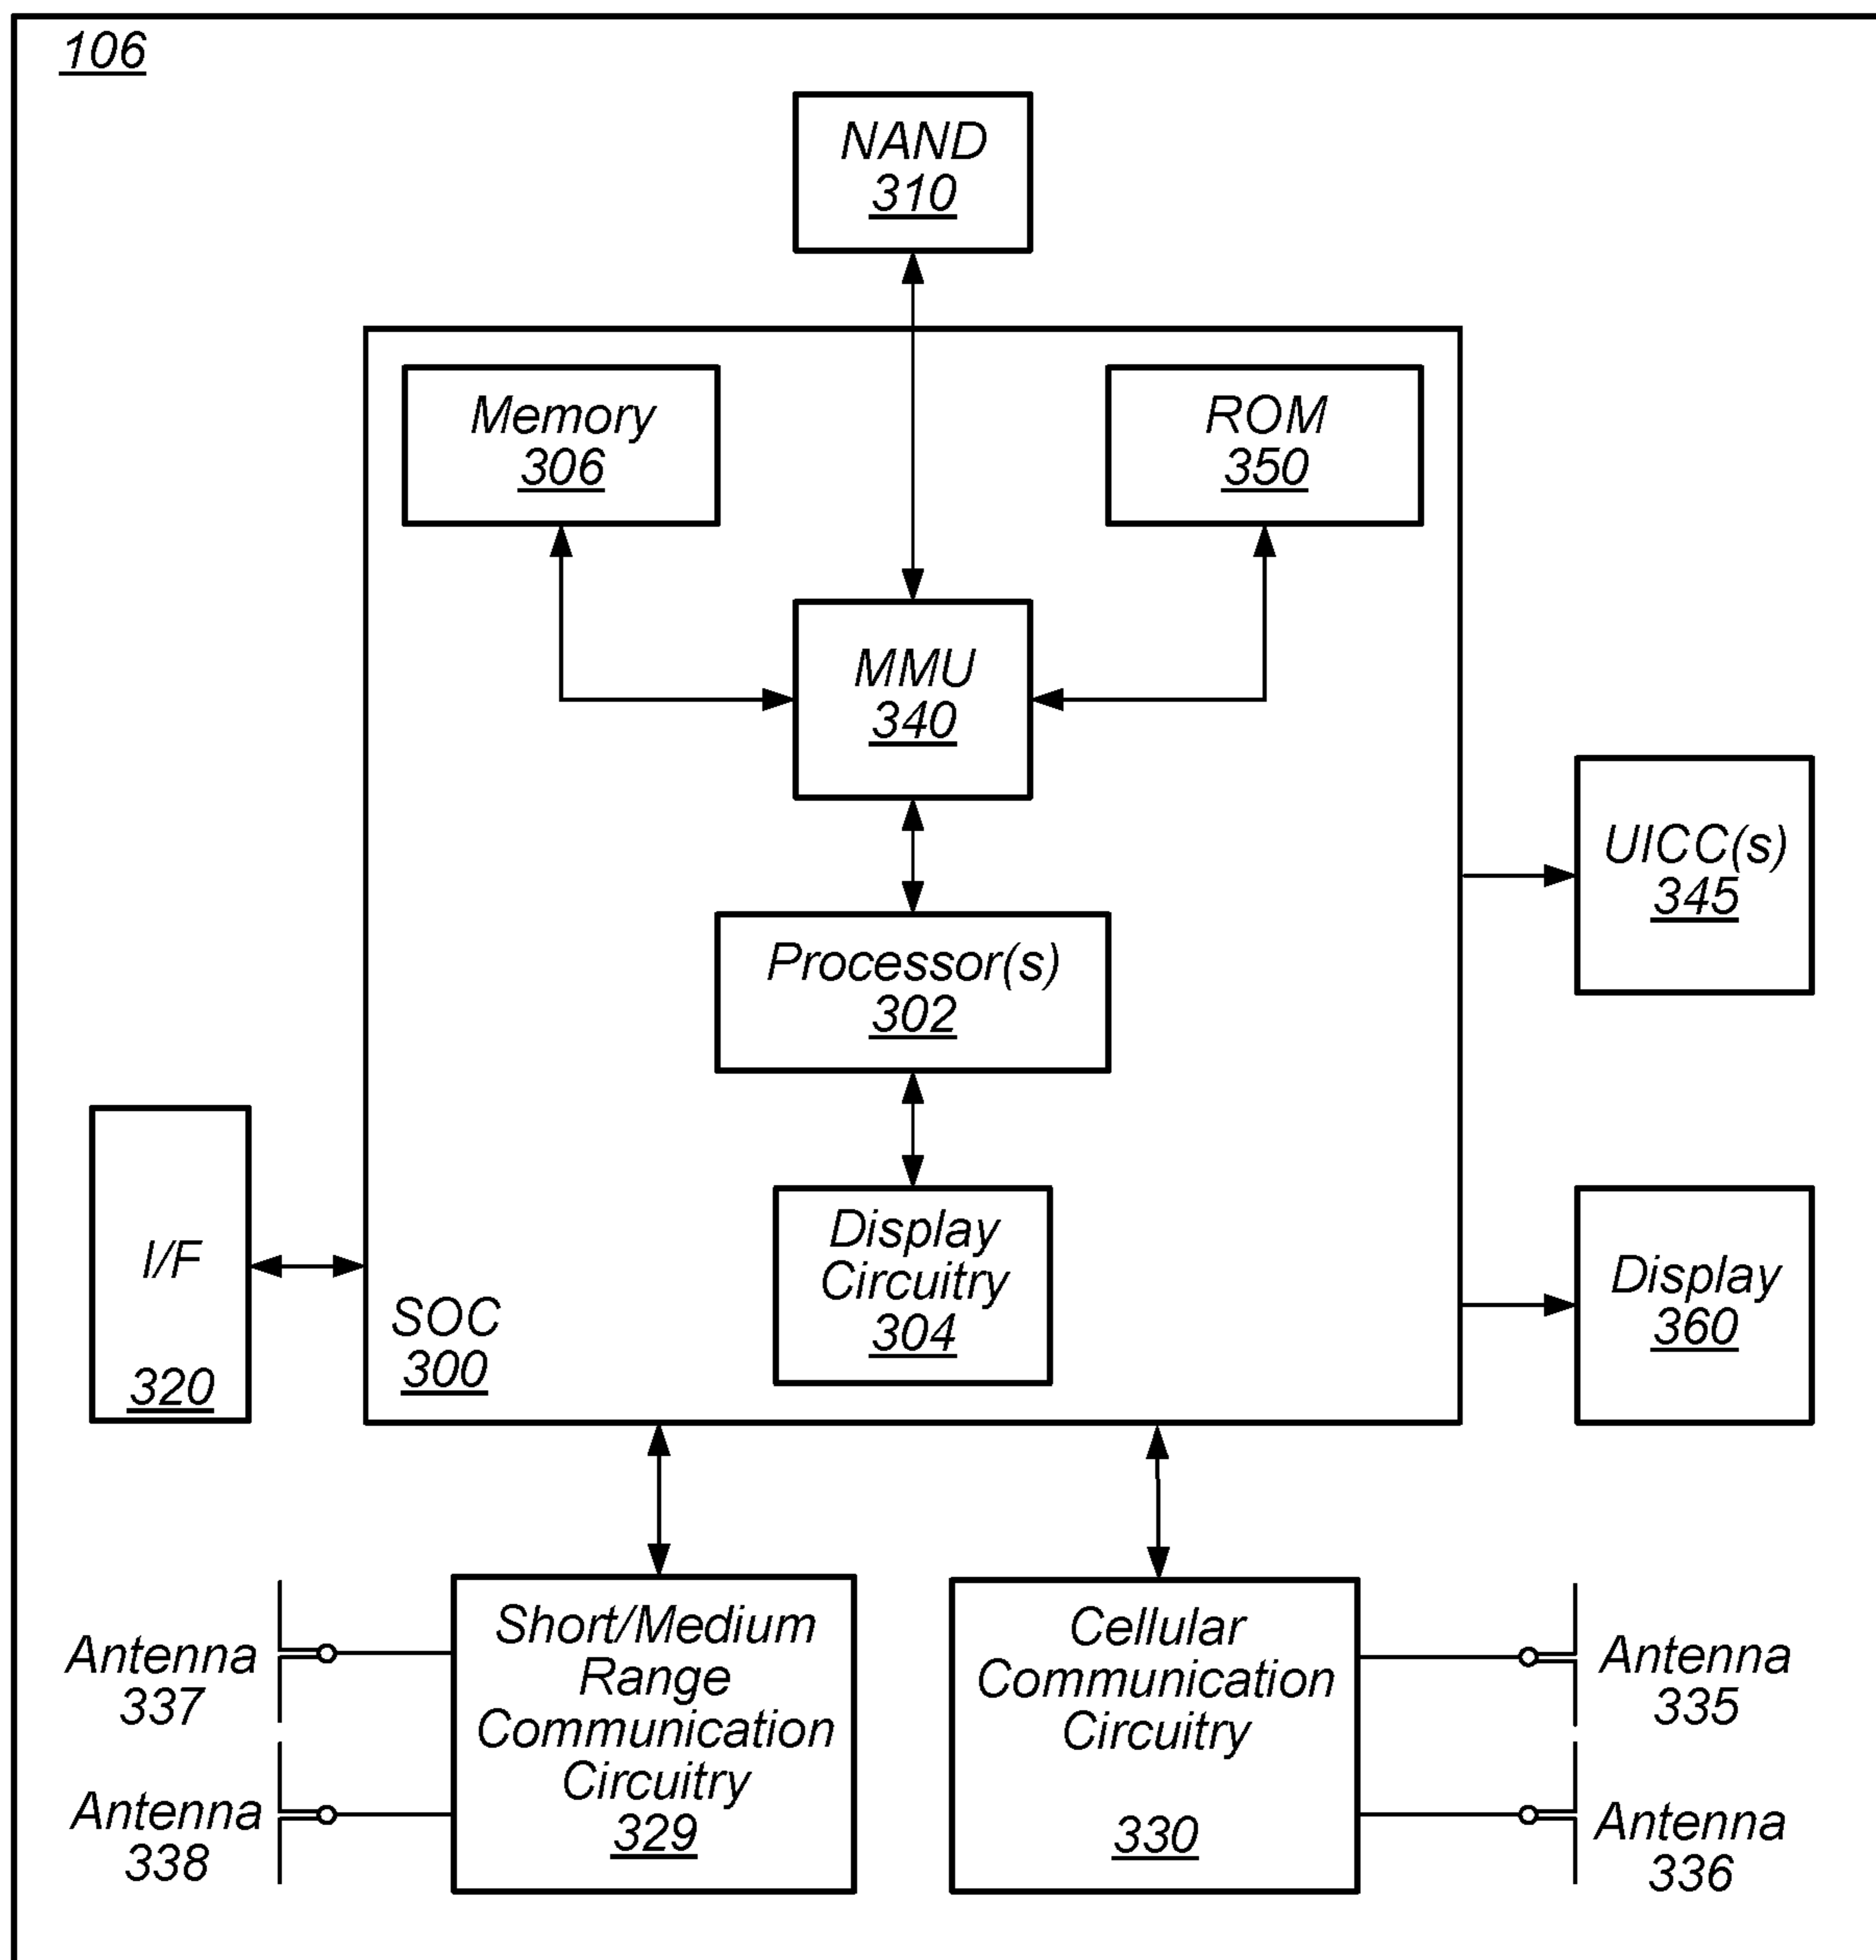 106
NAND
310
Memory
306
ROM
350
MMU
340
UICC(s)
345
Processor(s)
302
I/F
320
Display
Circuitry
304
SOC
300
Display
360
Short/Medium
Range
Communication
Circuitry
329
Cellular
Communication
Circuitry
330
Antenna
337
Antenna
338
Antenna
335
Antenna
336